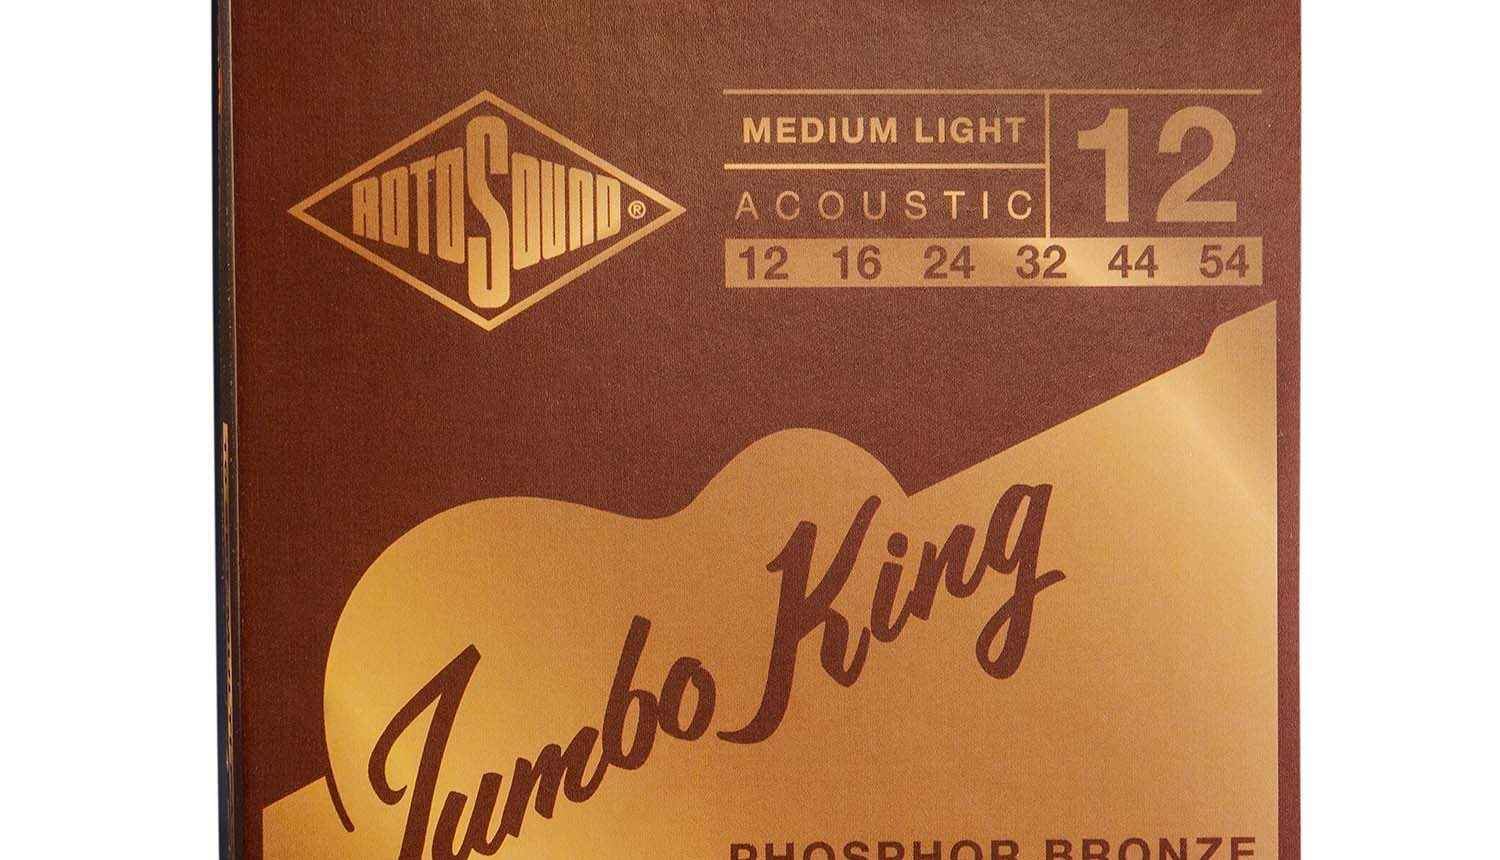 ROTOSOUND®
MEDIUM LIGHT
ACOUSTIC
12
12 16 24 32 44 54
Jumbo King
PHOSPHOR BRONZE